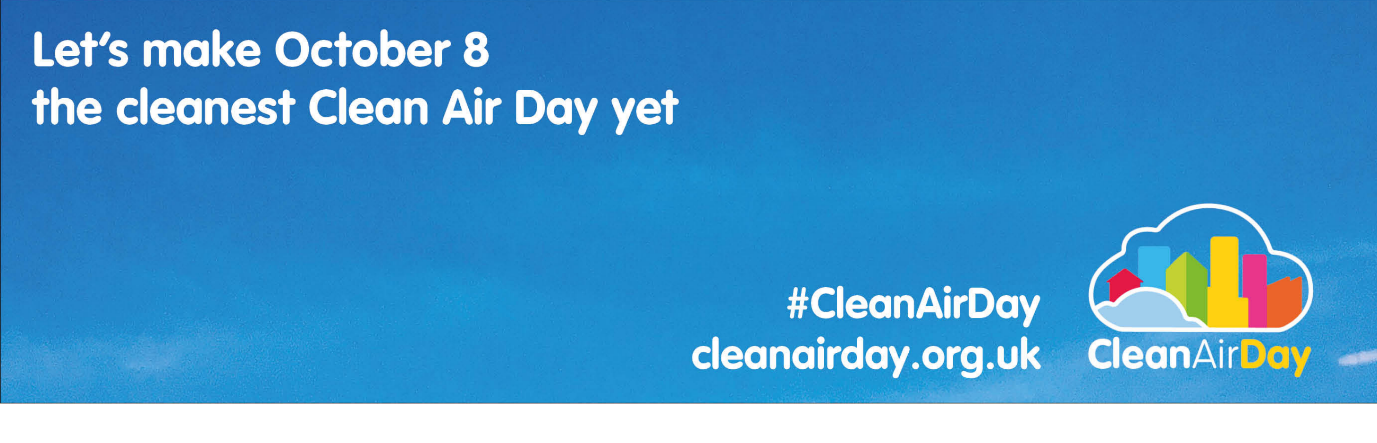 Let's make October 8
the cleanest Clean Air Day yet
#CleanAirDay
cleanairday.org.uk
CleanAirDay